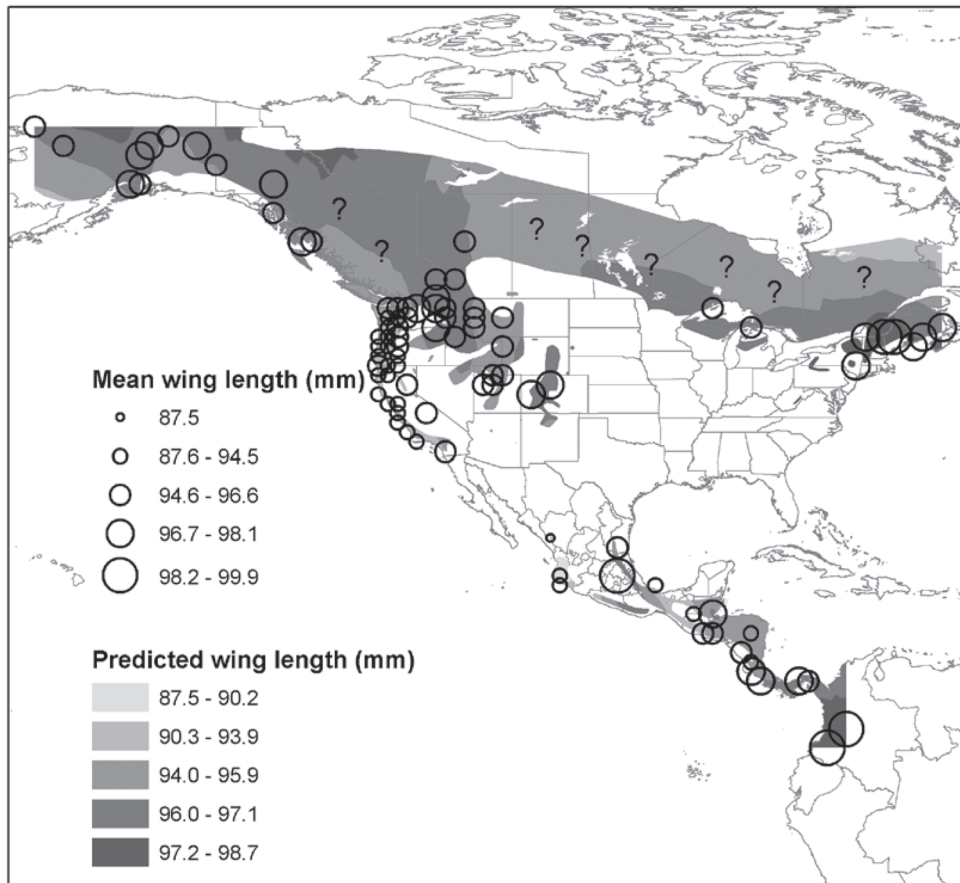 ?
?
?
?
?
?
?
?
Mean wing length (mm)
87.5
87.6 - 94.5
94.6 - 96.6
96.7 - 98.1
98.2 - 99.9
Predicted wing length (mm)
87.5 - 90.2
90.3 - 93.9
94.0 - 95.9
96.0 - 97.1
97.2 - 98.7